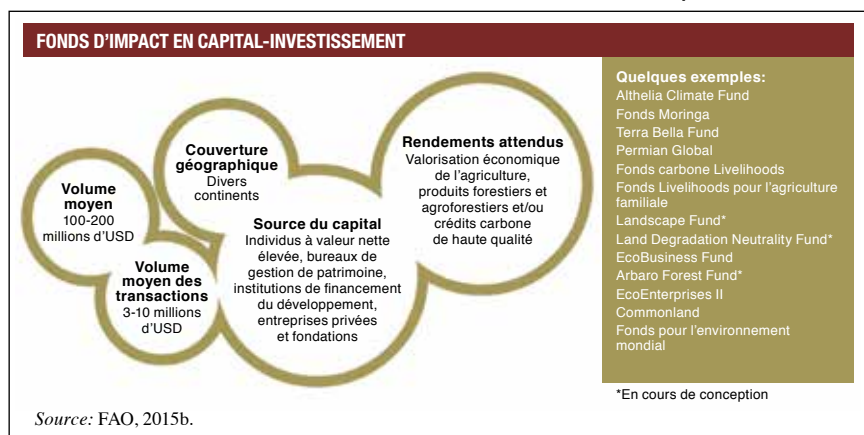 FONDS D'IMPACT EN CAPITAL-INVESTISSEMENT
Volume
moyen
100-200
millions d'USD
Couverture
géographique
Divers
continents
Volume
moyen des
transactions
3-10 millions
d'USD
Source du capital
Individus à valeur nette
élevée, bureaux de
gestion de patrimoine,
institutions de financement
du développement,
entreprises privées
et fondations
Rendements attendus
Valorisation économique
de l'agriculture,
produits forestiers et
agroforestiers et/ou
crédits carbone
de haute qualité
Quelques exemples:
Althelia Climate Fund
Fonds Moringa
Terra Bella Fund
Permian Global
Fonds carbone Livelihoods
Fonds Livelihoods pour l'agriculture
familiale
Landscape Fund*
Land Degradation Neutrality Fund*
EcoBusiness Fund
Arbaro Forest Fund*
EcoEnterprises II
Commonland
Fonds pour l'environnement
mondial
*En cours de conception
Source: FAO, 2015b.